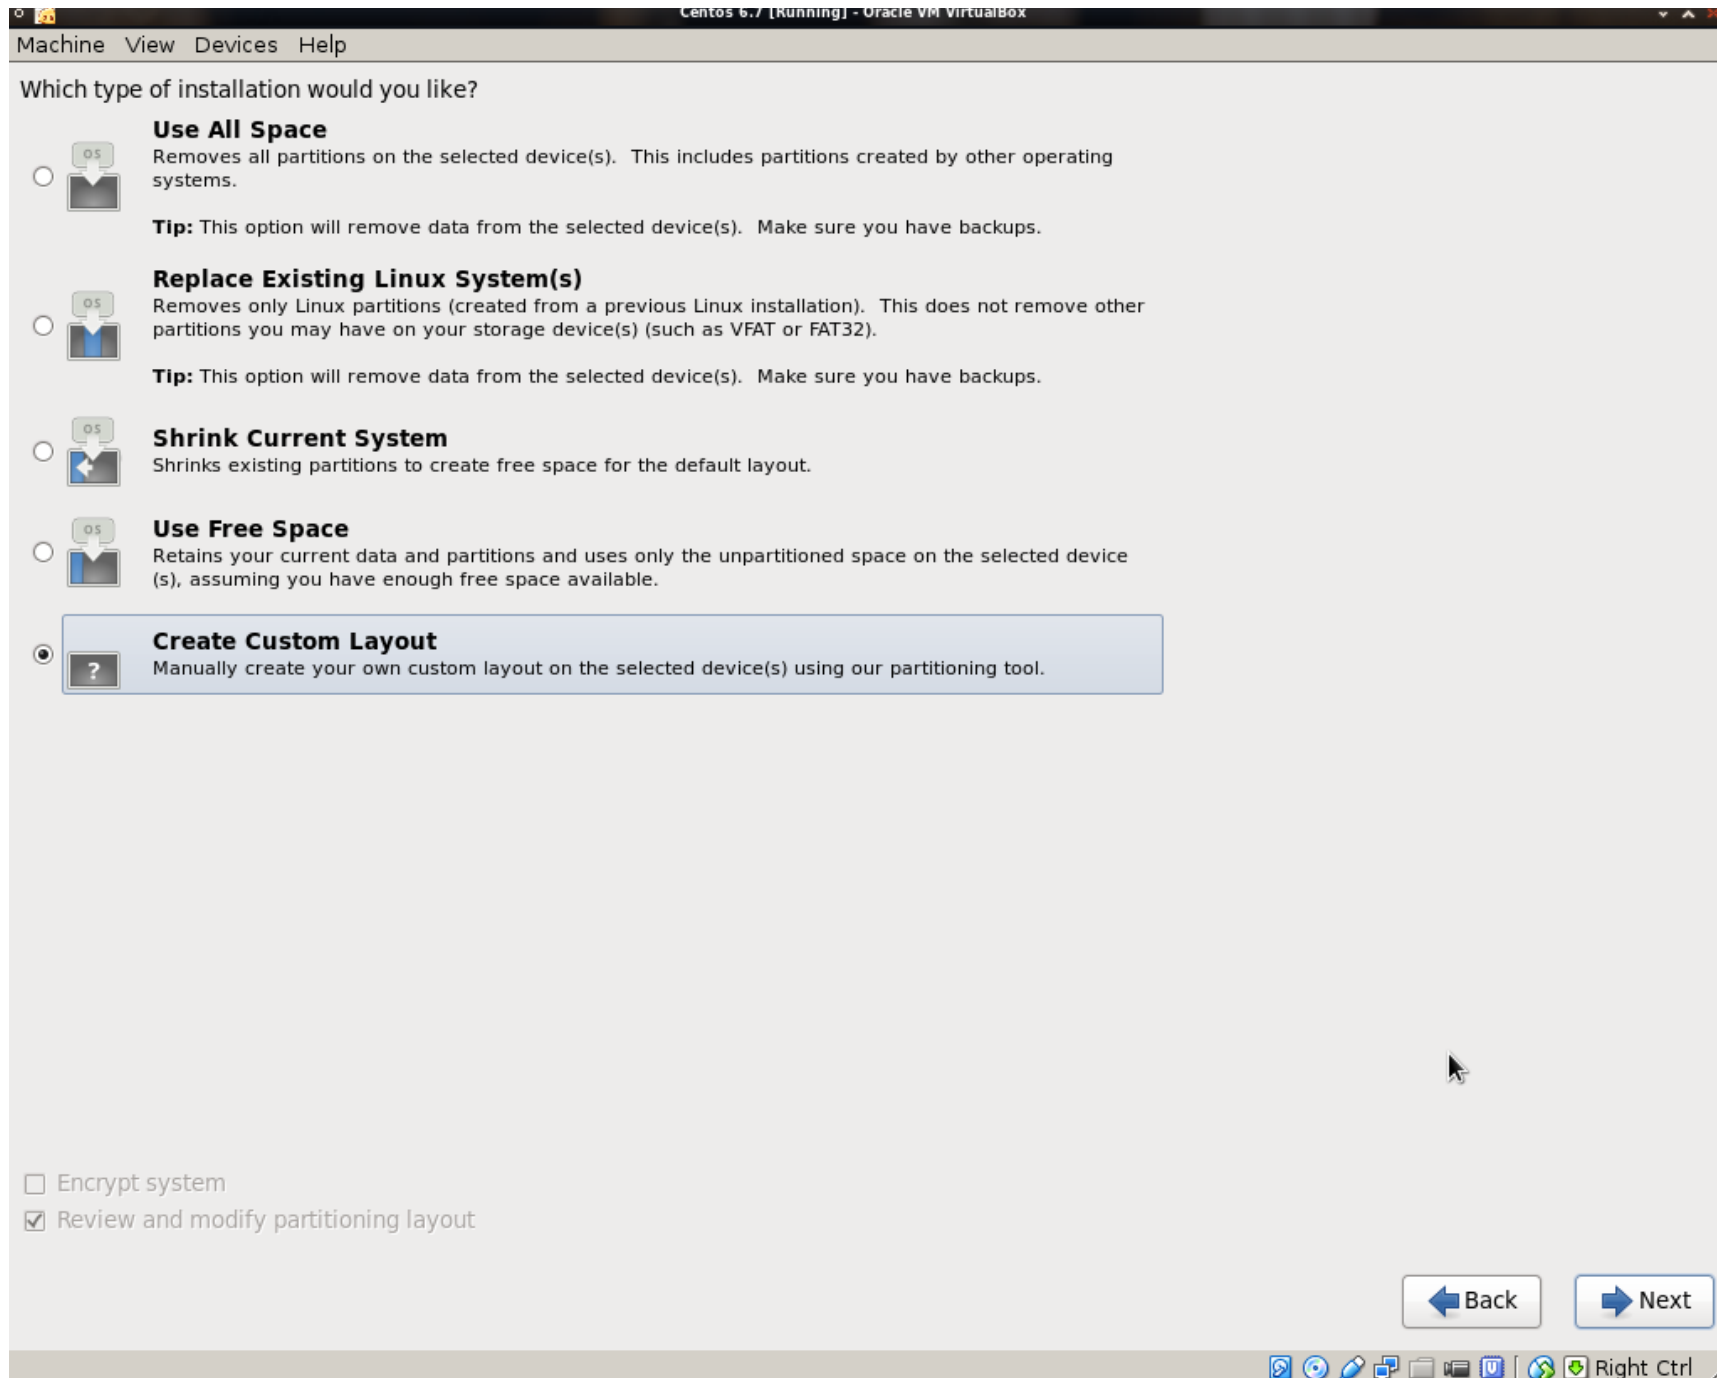 Centos 6.7 [Running] - Oracle VM VirtualBox
Machine View Devices Help
Which type of installation would you like?
Use All Space
OS
Removes all partitions on the selected device(s).  This includes partitions created by other operating
systems.
Tip: This option will remove data from the selected device(s).  Make sure you have backups.
Replace Existing Linux System(s)
OS
Removes only Linux partitions (created from a previous Linux installation).  This does not remove other
partitions you may have on your storage device(s) (such as VFAT or FAT32).
Tip: This option will remove data from the selected device(s).  Make sure you have backups.
OS
Shrink Current System
Shrinks existing partitions to create free space for the default layout.
OS
Use Free Space
Retains your current data and partitions and uses only the unpartitioned space on the selected device
(s), assuming you have enough free space available.
Create Custom Layout
? Manually create your own custom layout on the selected device(s) using our partitioning tool.
Encrypt system
Review and modify partitioning layout
Back Next
Right Ctrl